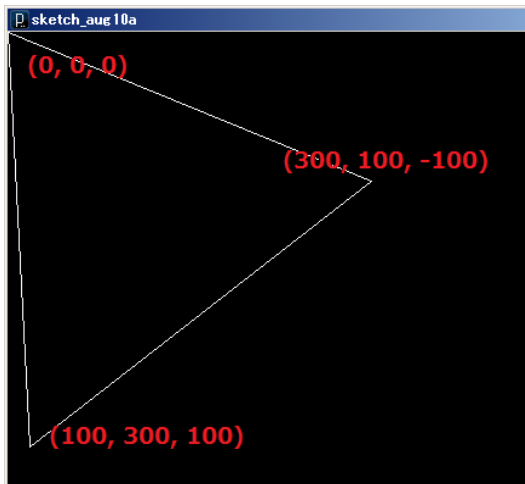 sketch_aug10a
(0, 0, 0)
(300, 100, -100)
(100, 300, 100)